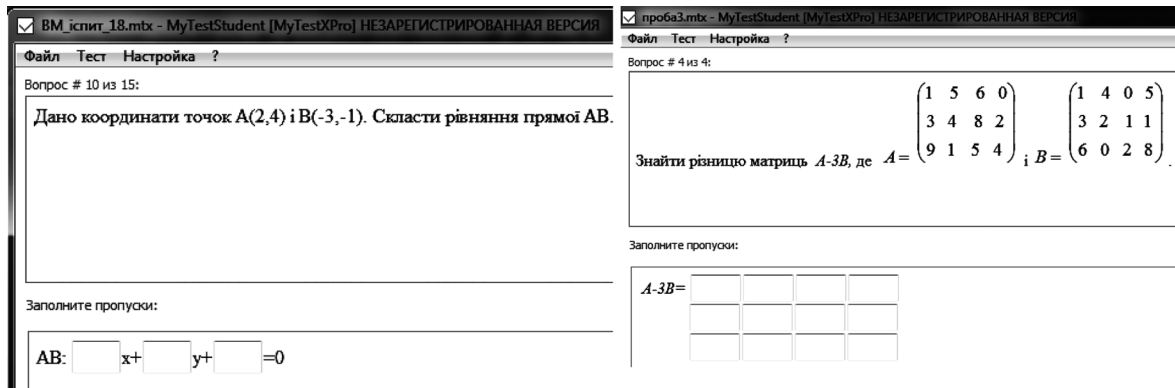 ВМ_іспит_18.mtx - MyTestStudent [MyTestXPro] НЕЗАРЕГИСТРИРОВАННАЯ ВЕРСИЯ
Файл Тест Настройка ?
Вопрос # 10 из 15:
Дано координати точок А(2,4) і В(-3,-1). Скласти рівняння прямої АВ.
Заполните пропуски:
АВ: x+ y+ =0
проба3.mtx - MyTestStudent [MyTestXPro] НЕЗАРЕГИСТРИРОВАННАЯ ВЕРСИЯ
Файл Тест Настройка ?
Вопрос # 4 из 4:
1 5 6 0 1 4 0 5
3 4 8 2 3 2 1 1
Знайти різницю матриць A-3B, де A= 9 1 5 4 і B= 6 0 2 8 .
Заполните пропуски:
A-3B=